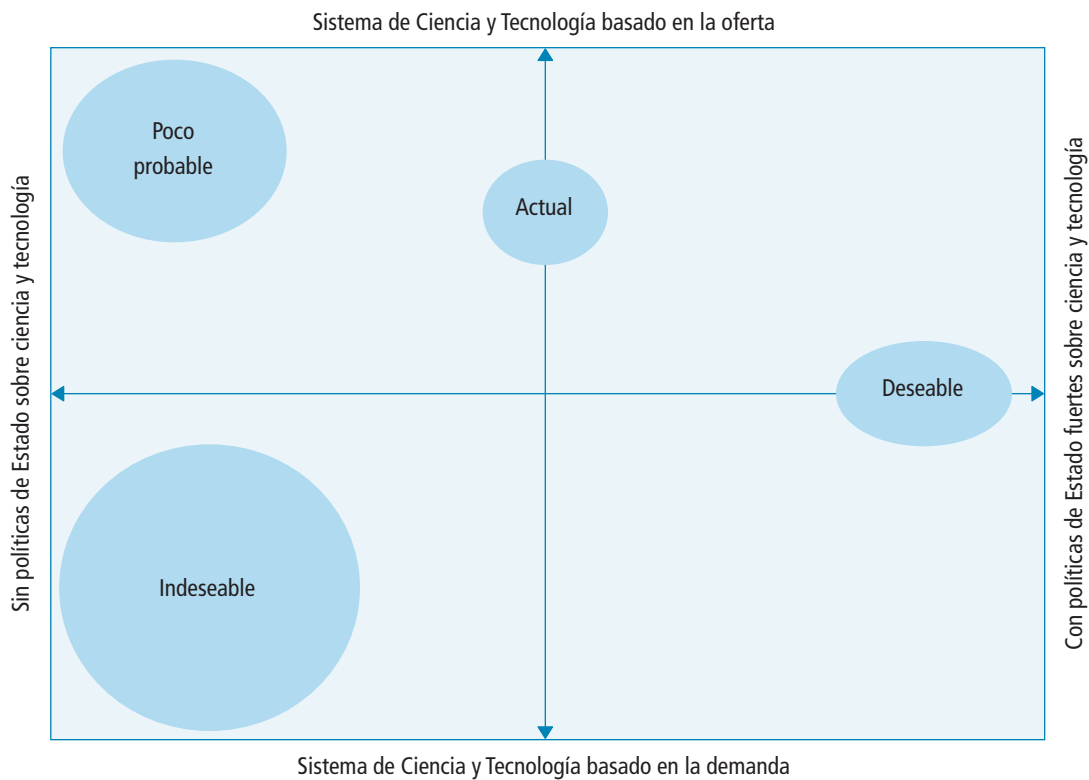 Sistema de Ciencia y Tecnología basado en la oferta
Poco
probable
Actual
Sin políticas de Estado sobre ciencia y tecnología
Con políticas de Estado fuertes sobre ciencia y tecnología
Deseable
Indeseable
Sistema de Ciencia y Tecnología basado en la demanda